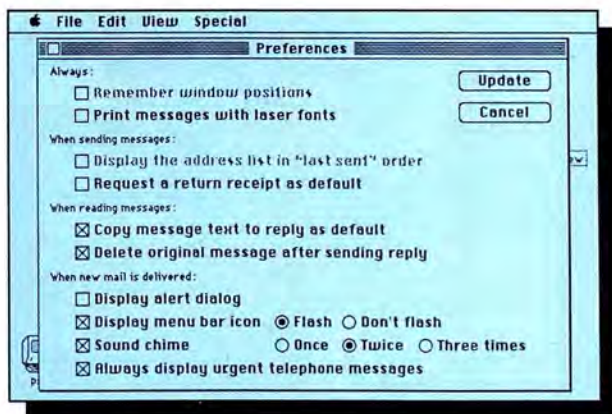 File Edit View Special
Preferences
Always:
Remember window positions
Print messages with laser fonts
Update
Cancel
When sending messages:
Display the address list in "last sent" order
Request a return receipt as default
When reading messages:
Copy message text to reply as default
Delete original message after sending reply
When new mail is delivered:
Display alert dialog
Display menu bar icon Flash Don't flash
Sound chime Once Twice Three times
Always display urgent telephone messages